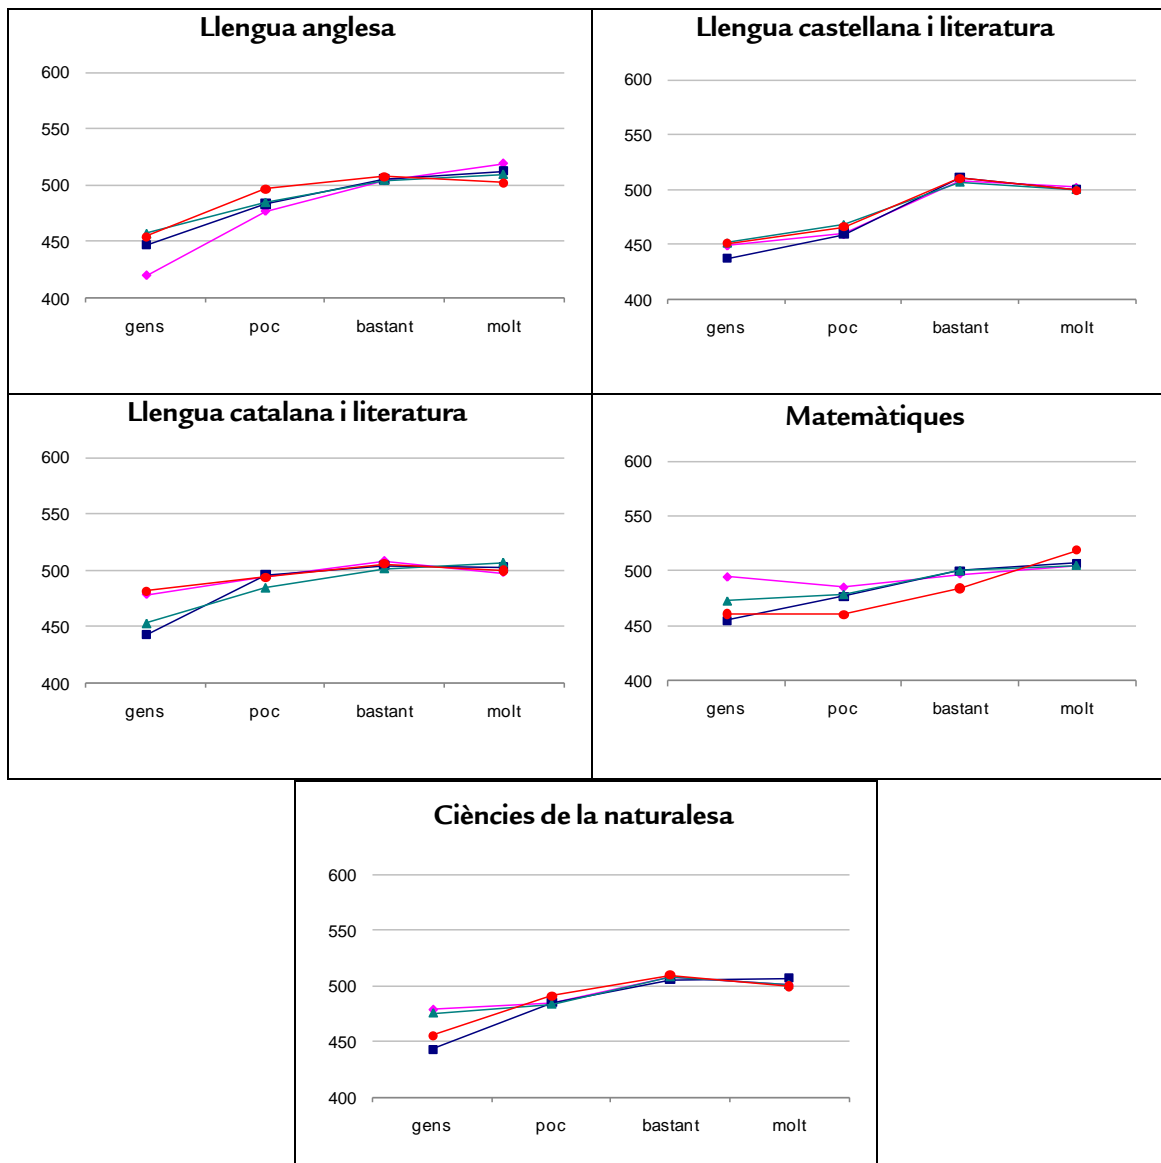 Llengua anglesa
600
550
500
450
400
gens poc bastant molt
Llengua castellana i literatura
600
550
500
450
400
gens poc bastant molt
Llengua catalana i literatura
600
550
500
450
400
gens poc bastant molt
Matemàtiques
600
550
500
450
400
gens poc bastant molt
Ciències de la naturalesa
600
550
500
450
400
gens poc bastant molt